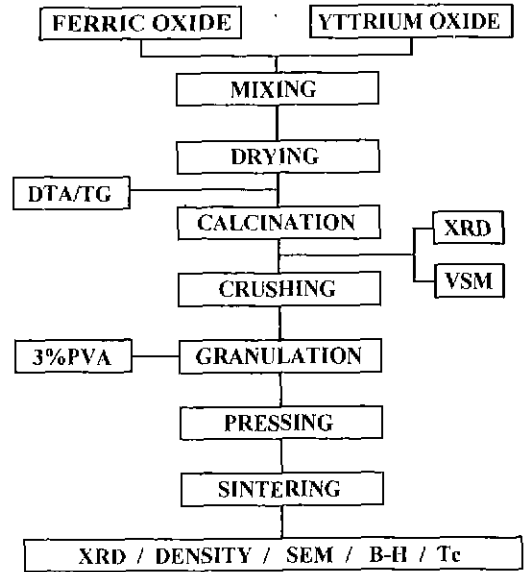 FERRIC OXIDE
YTTRIUM OXIDE
MIXING
DRYING
DTA/TG
CALCINATION
XRD
VSM
CRUSHING
3%PVA
GRANULATION
PRESSING
SINTERING
XRD / DENSITY / SEM / B-H / Tc